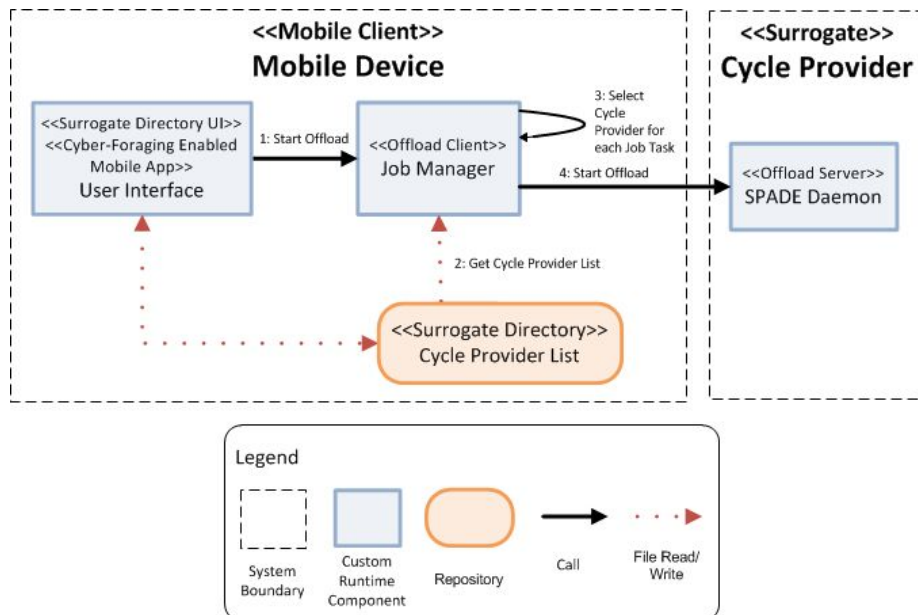 <<Mobile Client>>
Mobile Device
<<Surrogate>>
Cycle Provider
<<Surrogate Directory UI>>
<<Cyber-Foraging Enabled
Mobile App>>
User Interface
1: Start Offload
<<Offload Client>>
Job Manager
3: Select
Cycle
Provider for
each Job Task
4: Start Offload
<<Offload Server>>
SPADE Daemon
2: Get Cycle Provider List
<<Surrogate Directory>>
Cycle Provider List
Legend
System
Boundary
Custom
Runtime
Component
Repository
Call
File Read/
Write